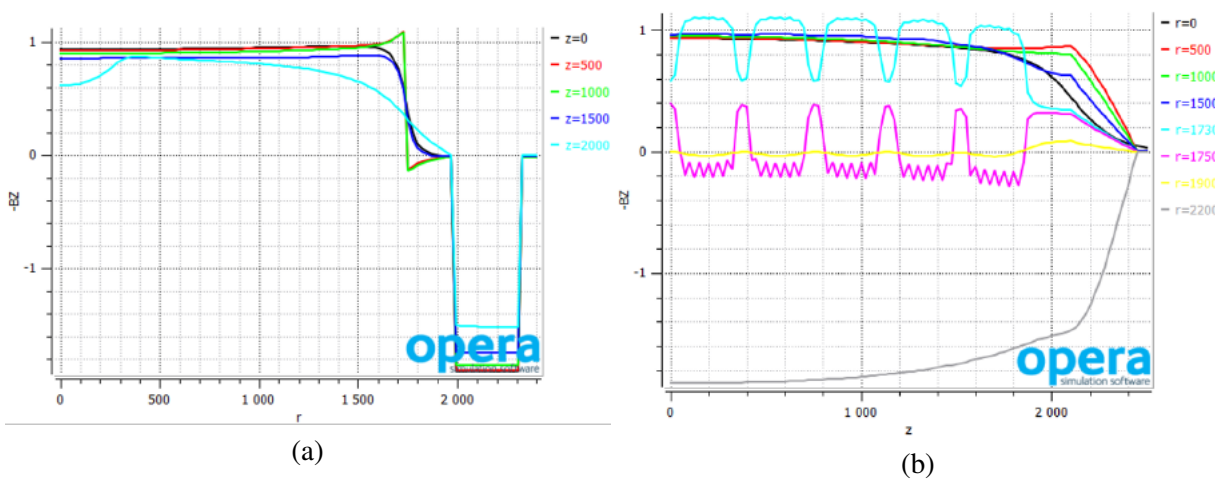 1
0
-1
-BZ
z=0
z=500
z=1000
z=1500
z=2000
opera
simulation software
0
500
1 000
1 500
2 000
r
(a)
1
0
-1
-BZ
r=0
r=500
r=1000
r=1500
r=1730
r=1750
r=1900
r=2200
opera
simulation software
0
1 000
2 000
z
(b)